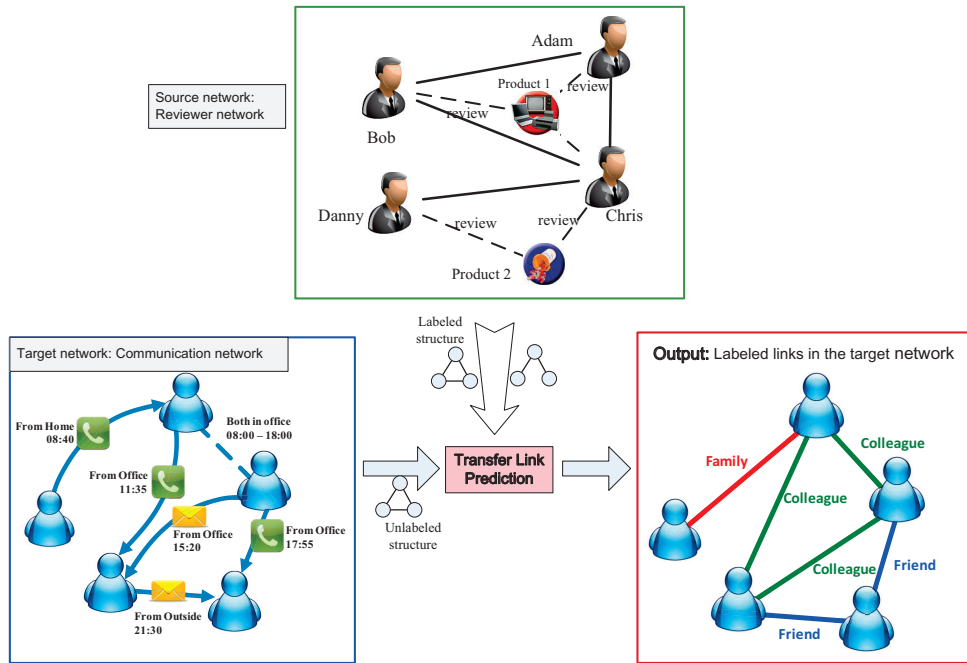 Adam
Source network:
Reviewer network
Product 1
review
review
Bob
Danny
review
review
Chris
Product 2
Target network: Communication network
From Home
08:40
Both in office
08:00 – 18:00
From Office
11:35
From Office
15:20
From Office
17:55
From Outside
21:30
Labeled
structure
Transfer Link
Prediction
Unlabeled
structure
Output: Labeled links in the target network
Family
Colleague
Colleague
Colleague
Friend
Friend